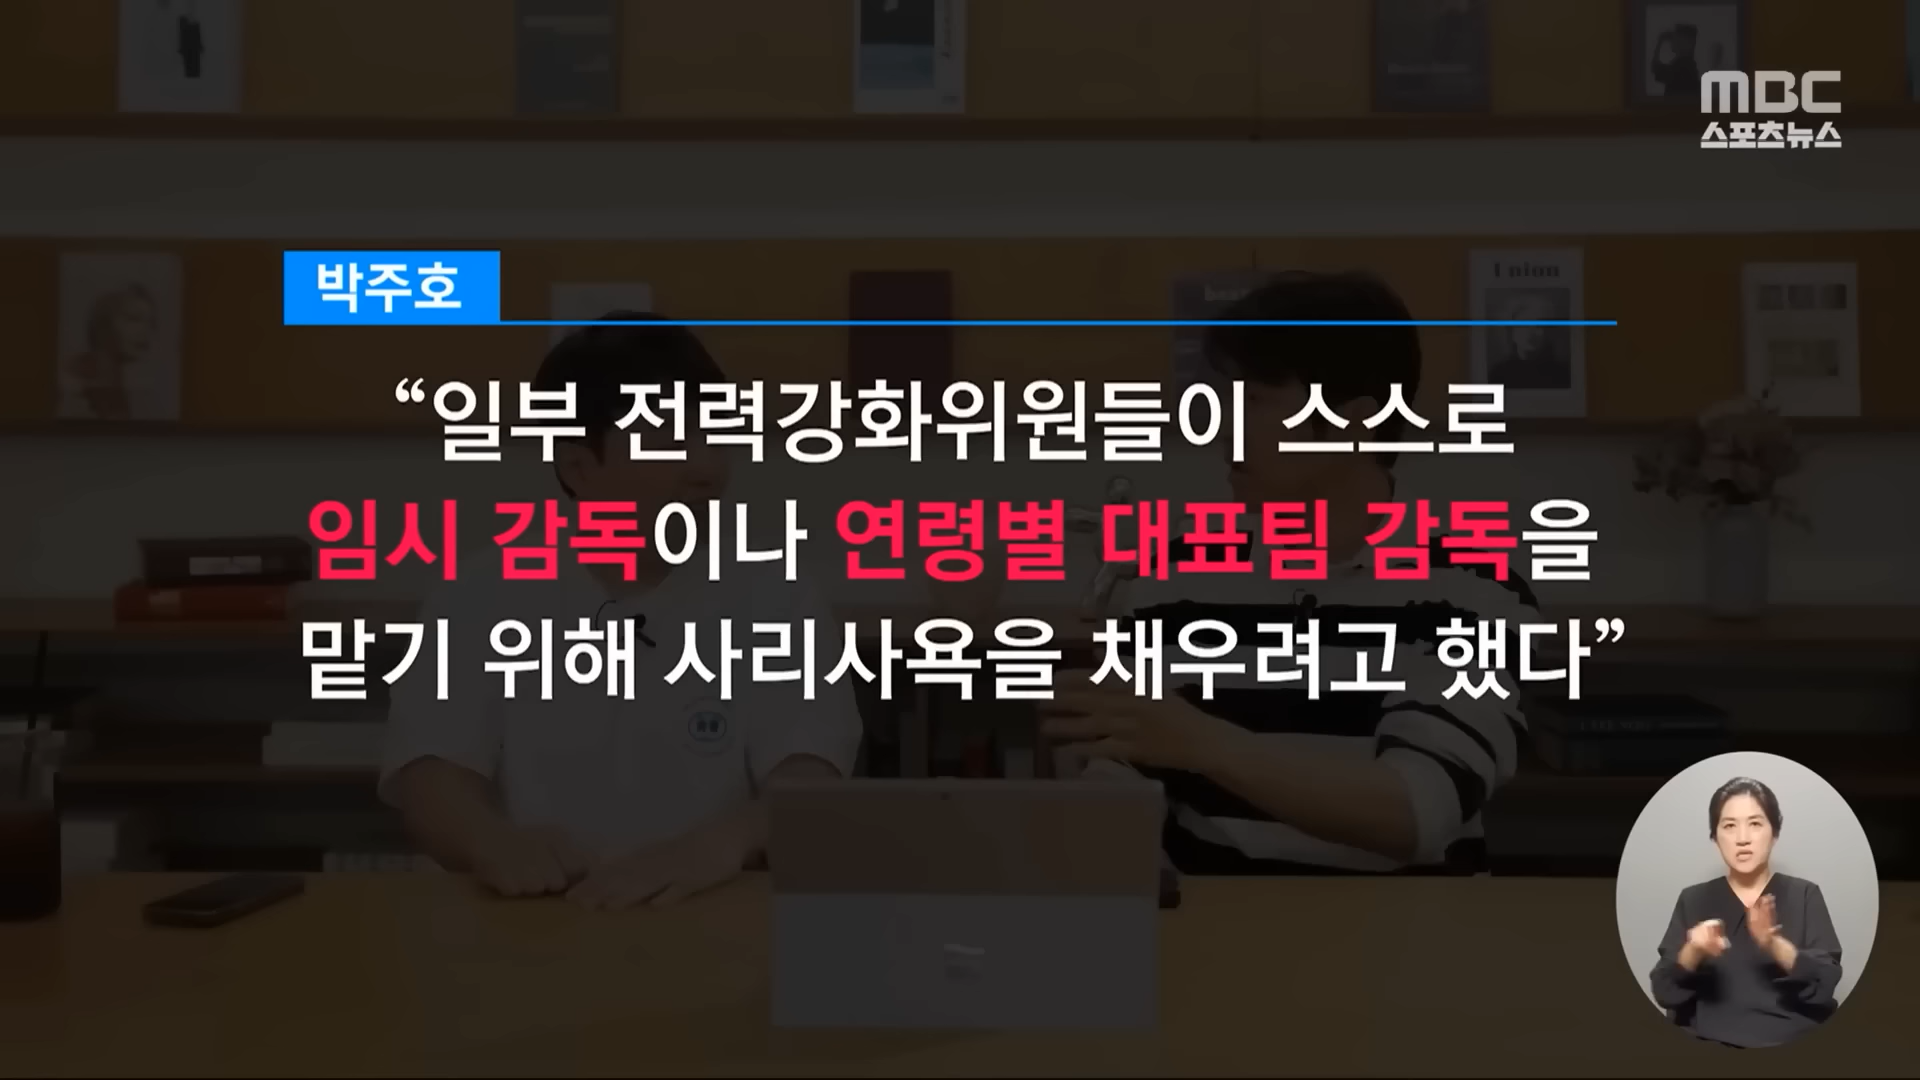 MBC
스포츠뉴스
박주호
“일부 전력강화위원들이 스스로
임시 감독이나 연령별 대표팀 감독을
맡기 위해 사리사욕을 채우려고 했다”
Union